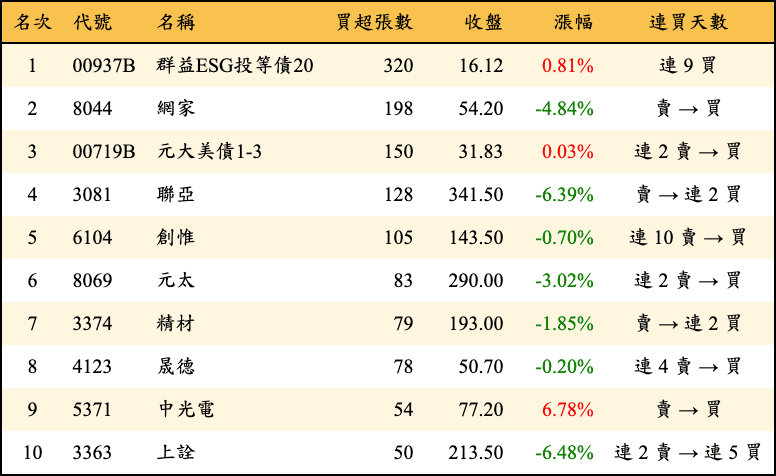 名次 代號 名稱 買超張數 收盤 漲幅 連買天數
1 00937B 群益ESG投等債20 320 16.12 0.81% 連 9 買
2 8044 網家 198 54.20 -4.84% 賣 → 買
3 00719B 元大美債1-3 150 31.83 0.03% 連 2 賣 → 買
4 3081 聯亞 128 341.50 -6.39% 賣 → 連 2 買
5 6104 創惟 105 143.50 -0.70% 連 10 賣 → 買
6 8069 元太 83 290.00 -3.02% 連 2 賣 → 買
7 3374 精材 79 193.00 -1.85% 賣 → 連 2 買
8 4123 晟德 78 50.70 -0.20% 連 4 賣 → 買
9 5371 中光電 54 77.20 6.78% 賣 → 買
10 3363 上詮 50 213.50 -6.48% 連 2 賣 → 連 5 買